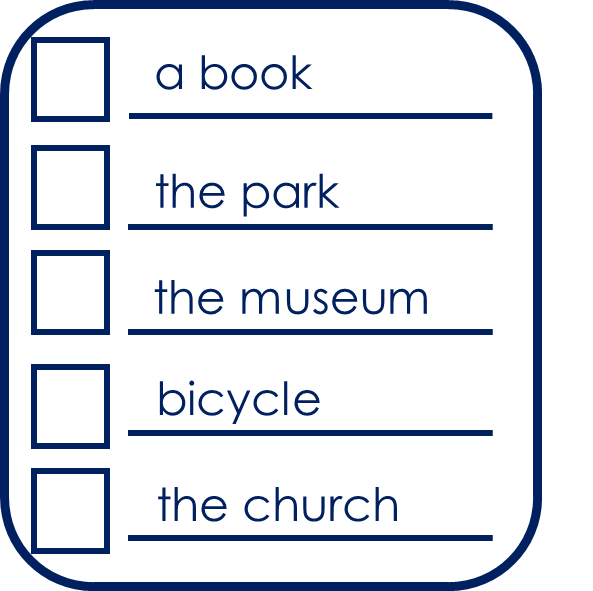 a book
the park
the museum
bicycle
the church